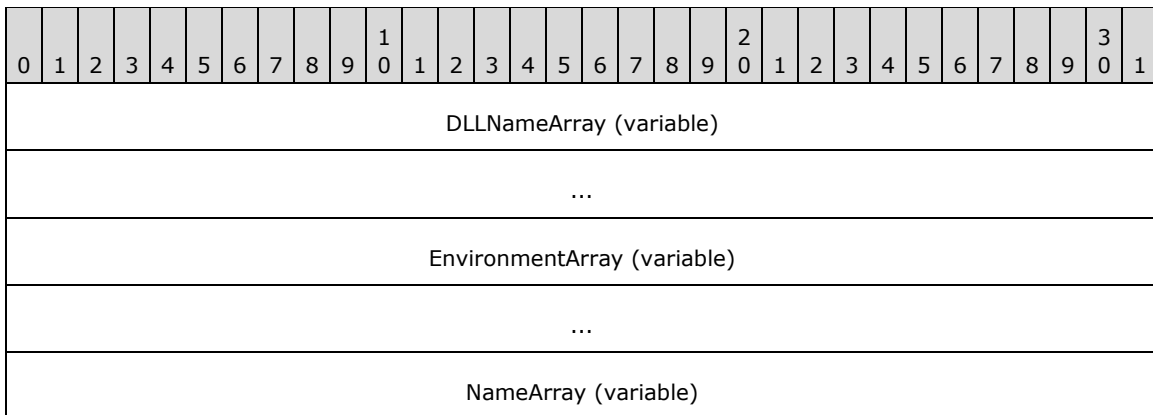 1 2 3
0 1 2 3 4 5 6 7 8 9 0 1 2 3 4 5 6 7 8 9 0 1 2 3 4 5 6 7 8 9 0 1
DLLNameArray (variable)
...
EnvironmentArray (variable)
...
NameArray (variable)